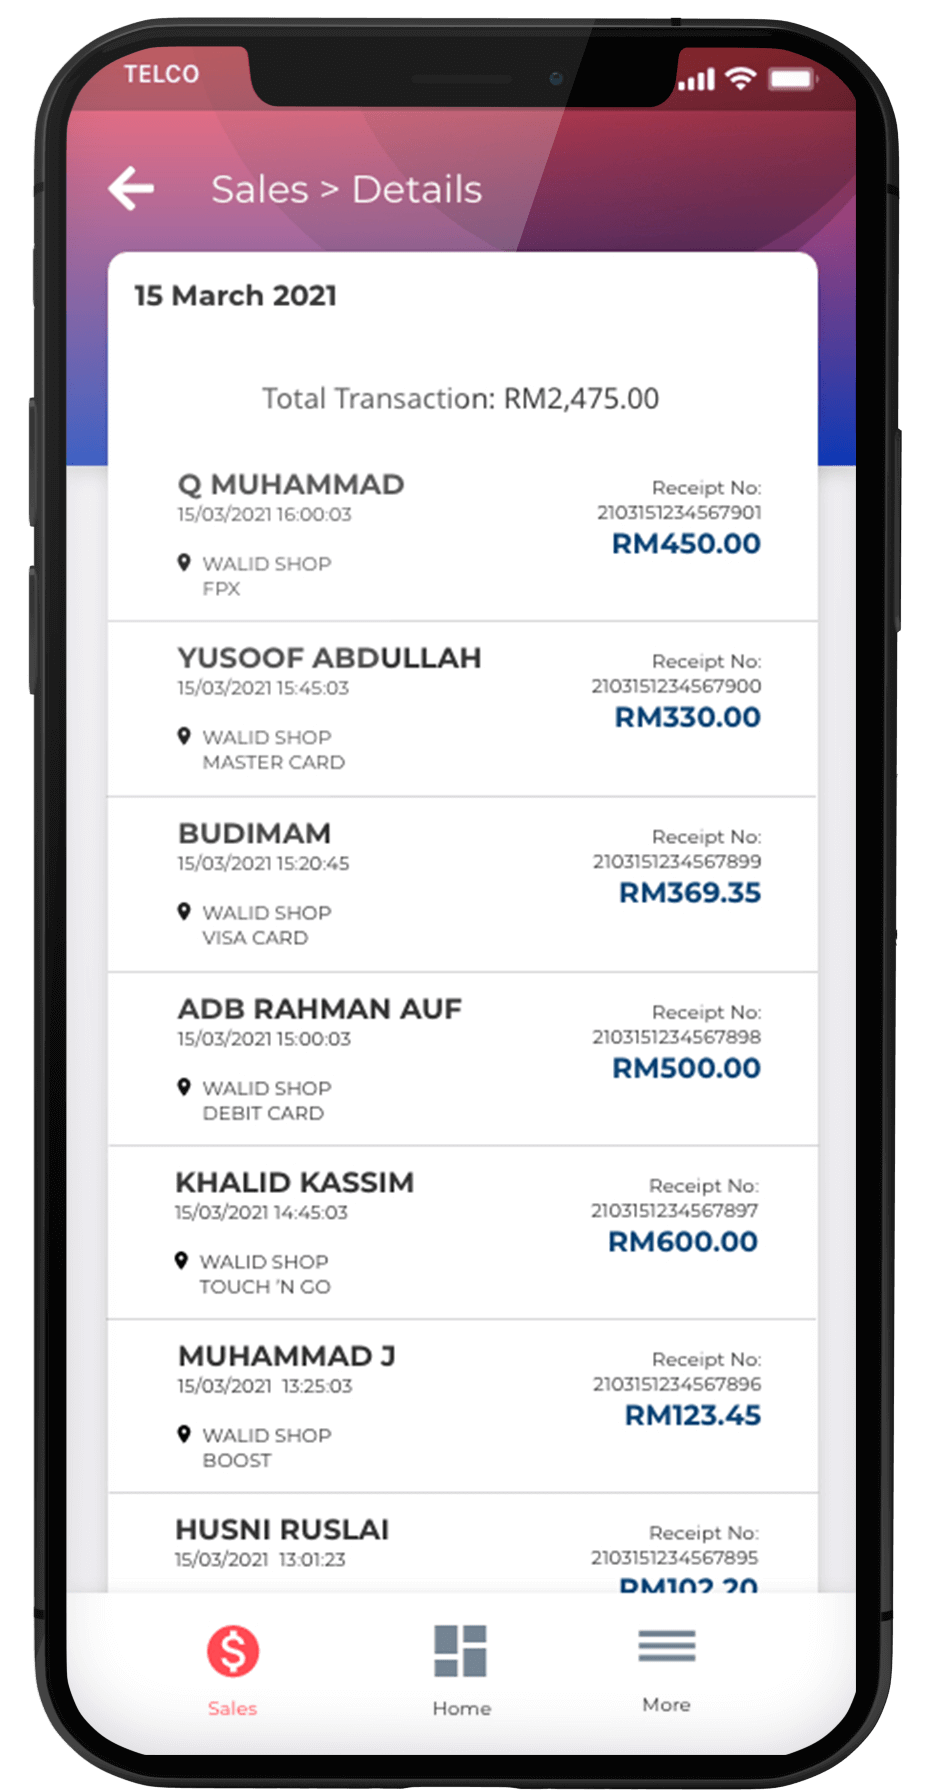 TELCO
Sales > Details
15 March 2021
Total Transaction: RM2,475.00
Q MUHAMMAD
15/03/2021 16:00:03
WALID SHOP
FPX
Receipt No:
2103151234567901
RM450.00
YUSOOF ABDULLAH
15/03/2021 15:45:03
WALID SHOP
MASTER CARD
Receipt No:
2103151234567900
RM330.00
BUDIMAM
15/03/2021 15:20:45
WALID SHOP
VISA CARD
Receipt No:
2103151234567899
RM369.35
ADB RAHMAN AUF
15/03/2021 15:00:03
WALID SHOP
DEBIT CARD
Receipt No:
2103151234567898
RM500.00
KHALID KASSIM
15/03/2021 14:45:03
WALID SHOP
TOUCH 'N GO
Receipt No:
2103151234567897
RM600.00
MUHAMMAD J
15/03/2021 13:25:03
WALID SHOP
BOOST
Receipt No:
2103151234567896
RM123.45
HUSNI RUSLAI
15/03/2021 13:01:23
Receipt No:
2103151234567895
RM102.20
Sales
Home
More